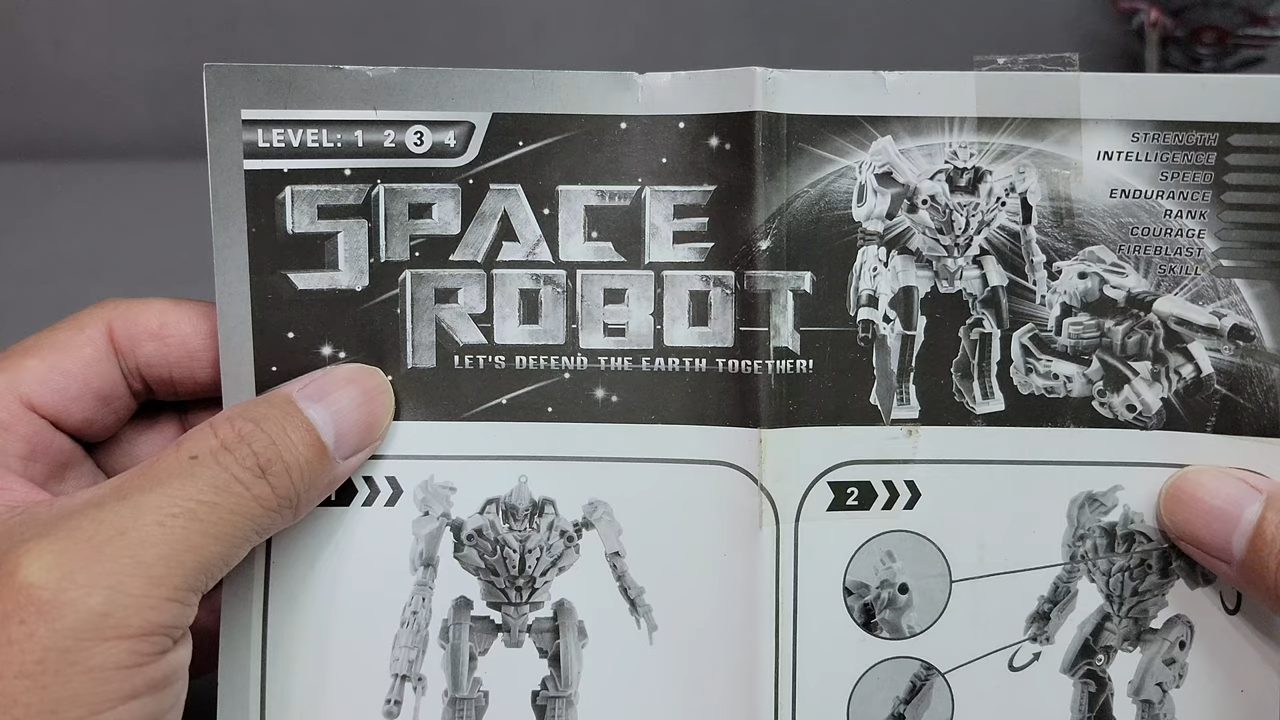 LEVEL: 1 2 3 4
SPACE
ROBOT
LET'S DEFEND THE EARTH TOGETHER!
STRENGTH
INTELLIGENCE
SPEED
ENDURANCE
RANK
COURAGE
FIREBLAST
SKILL
1
2